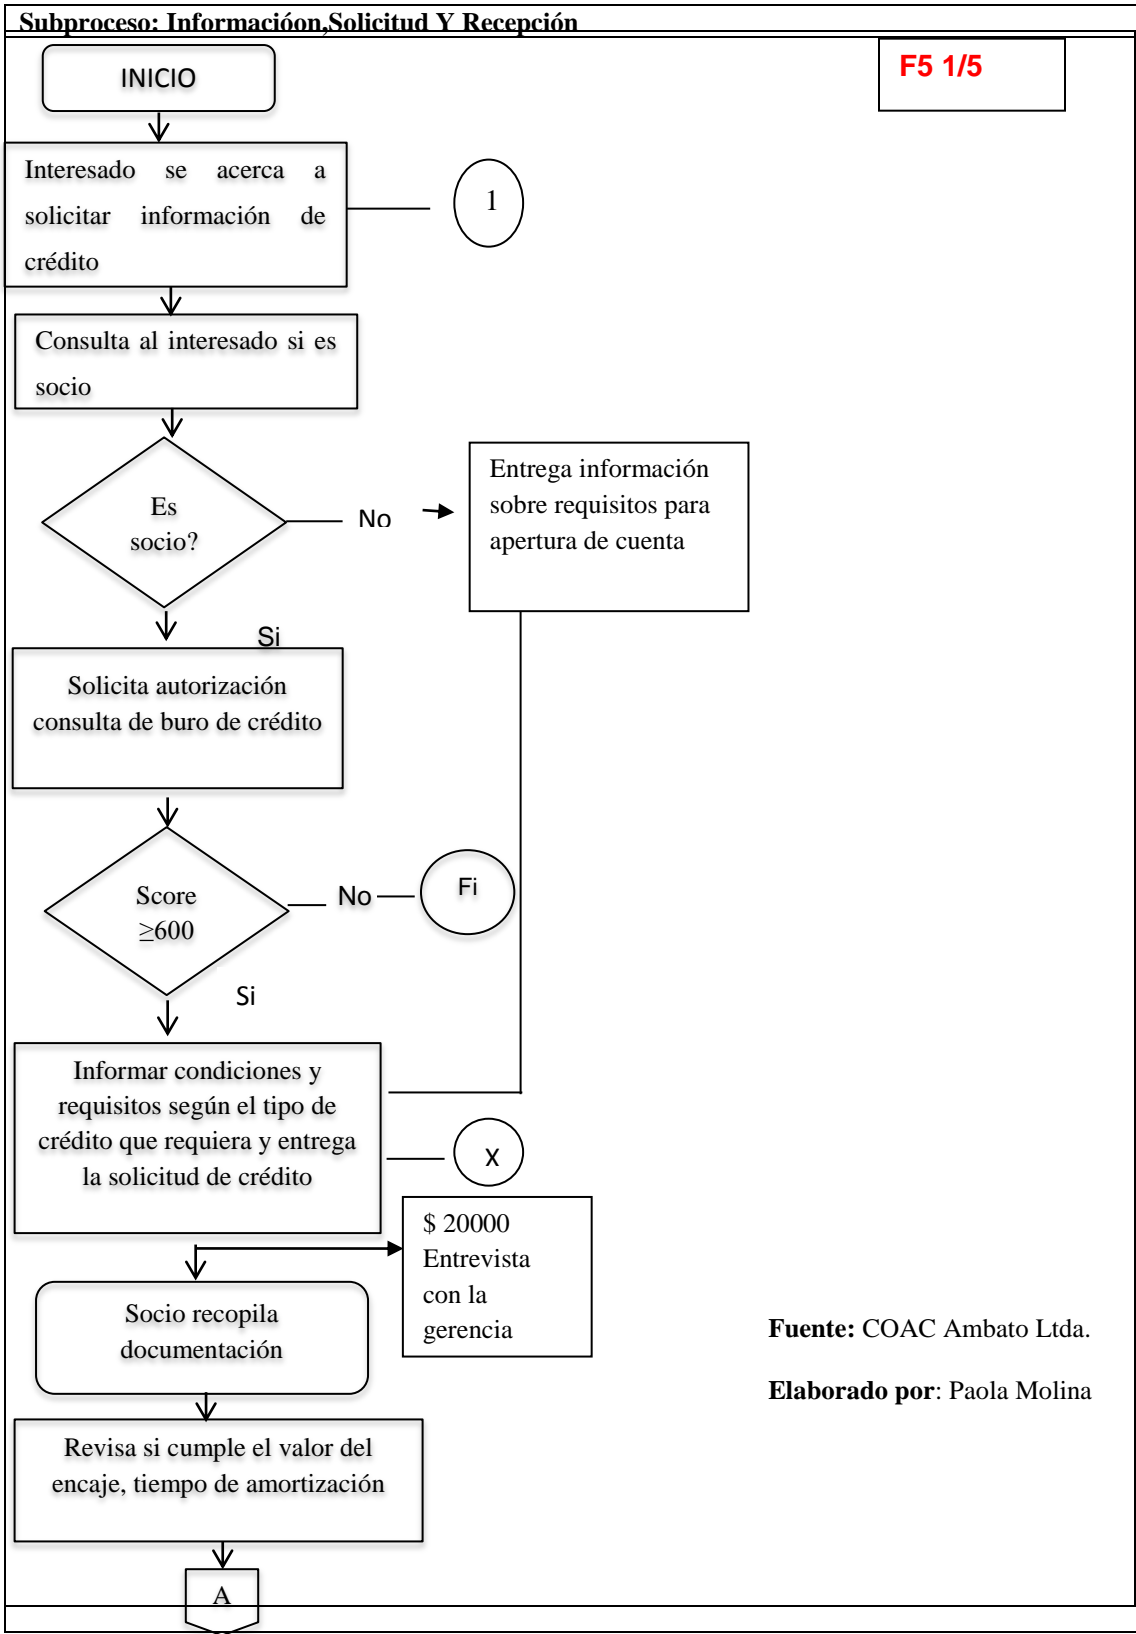 Subproceso: Informacióon,Solicitud Y Recepción
F5 1/5
INICIO
Interesado se acerca a
solicitar información de
crédito
1
Consulta al interesado si es
socio
Es
socio?
No
Entrega información
sobre requisitos para
apertura de cuenta
Si
Solicita autorización
consulta de buro de crédito
Score
≥600
No
Fi
Si
Informar condiciones y
requisitos según el tipo de
crédito que requiera y entrega
la solicitud de crédito
X
$ 20000
Entrevista
con la
gerencia
Socio recopila
documentación
Fuente: COAC Ambato Ltda.
Elaborado por: Paola Molina
Revisa si cumple el valor del
encaje, tiempo de amortización
A